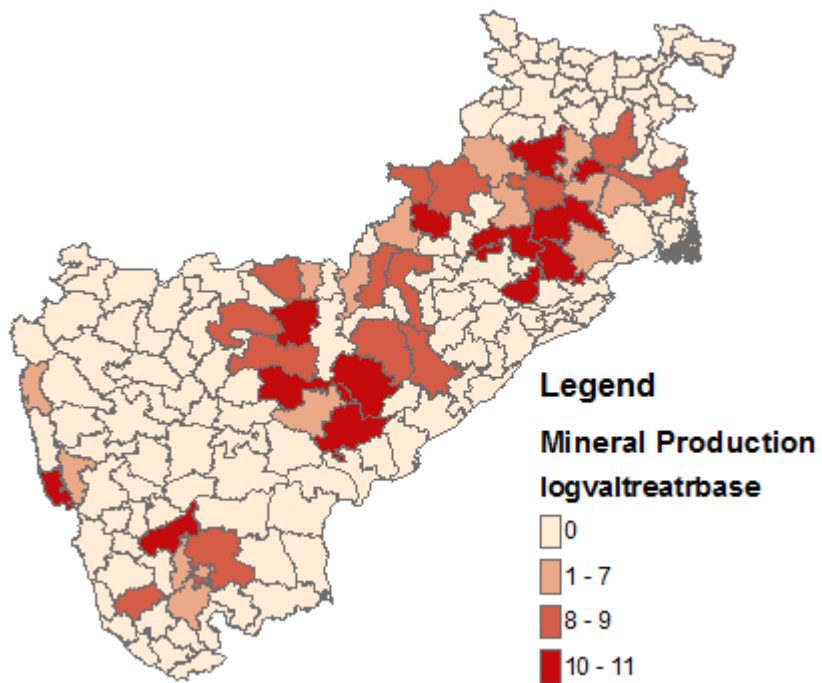 Legend
Mineral Production
logvaltreatrbase
0
1 - 7
8 - 9
10 - 11